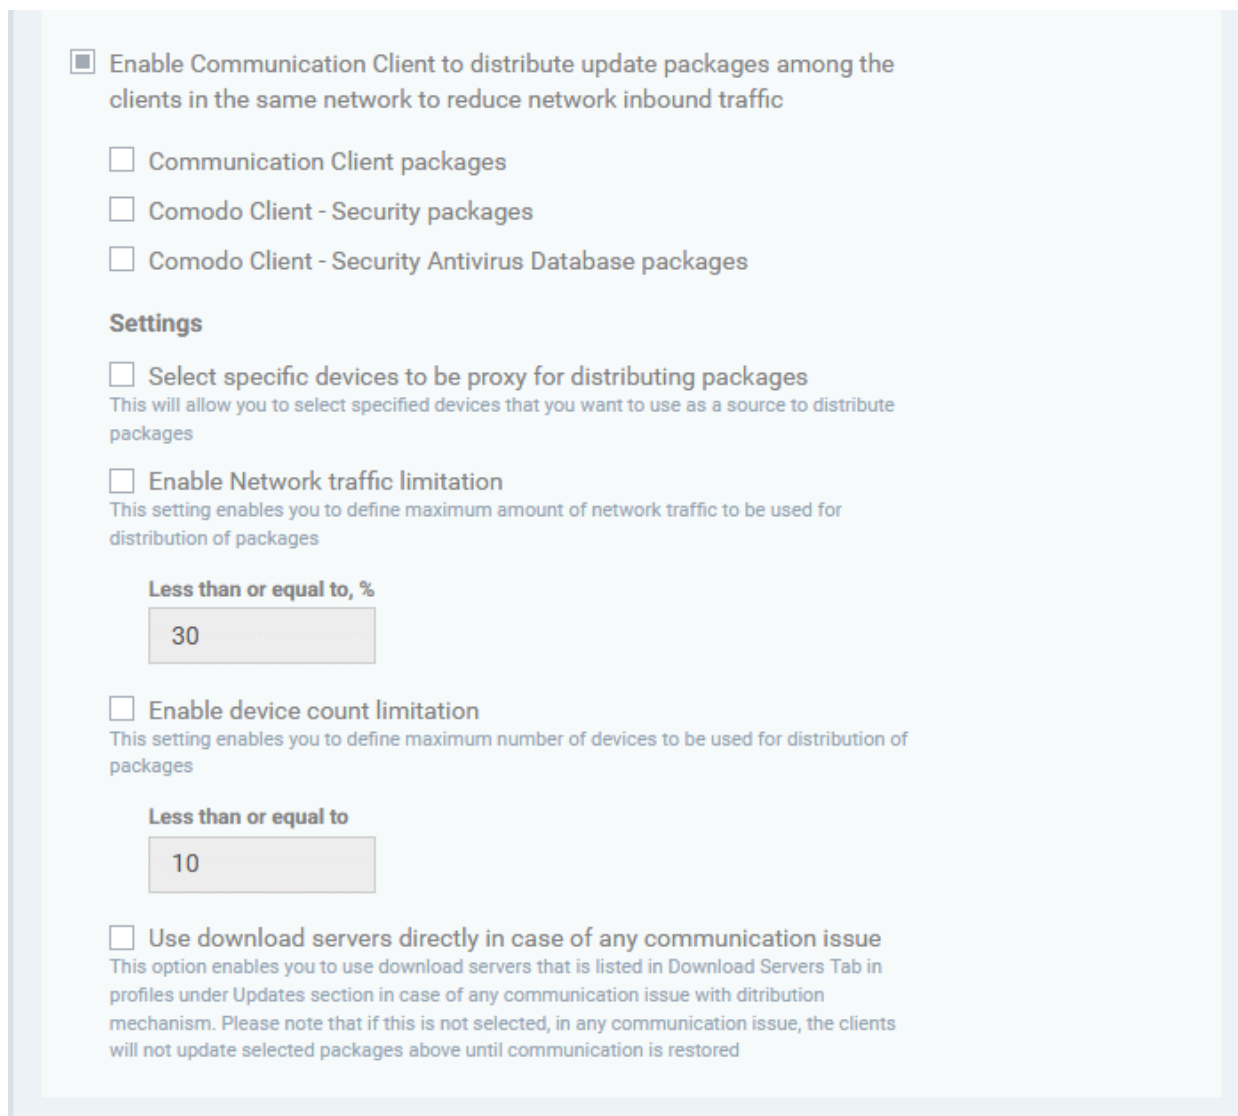 Enable Communication Client to distribute update packages among the
clients in the same network to reduce network inbound traffic
Communication Client packages
Comodo Client - Security packages
Comodo Client - Security Antivirus Database packages
Settings
Select specific devices to be proxy for distributing packages
This will allow you to select specified devices that you want to use as a source to distribute
packages
Enable Network traffic limitation
This setting enables you to define maximum amount of network traffic to be used for
distribution of packages
Less than or equal to, %
30
Enable device count limitation
This setting enables you to define maximum number of devices to be used for distribution of
packages
Less than or equal to
10
Use download servers directly in case of any communication issue
This option enables you to use download servers that is listed in Download Servers Tab in
profiles under Updates section in case of any communication issue with ditribution
mechanism. Please note that if this is not selected, in any communication issue, the clients
will not update selected packages above until communication is restored